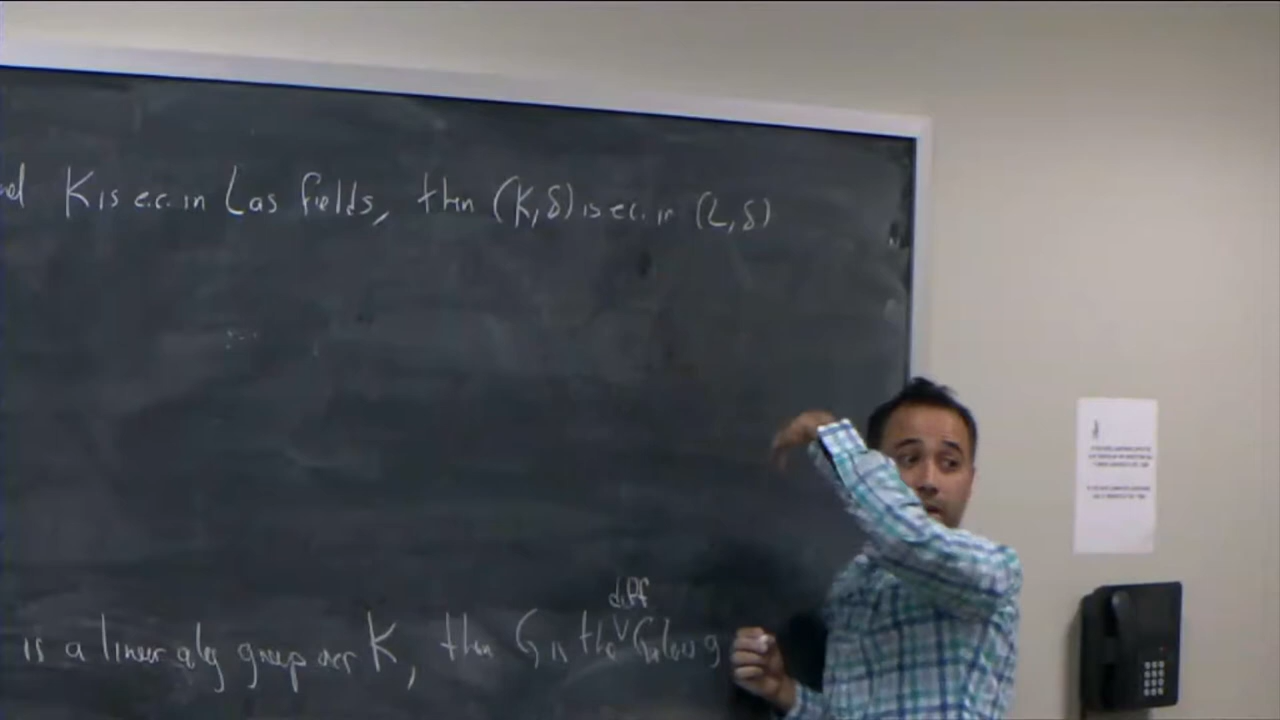 K is e.c. in L as fields, then (K,δ) is e.c. in (L,δ)
diff
is a linear alg group over K, then G is the Galois g